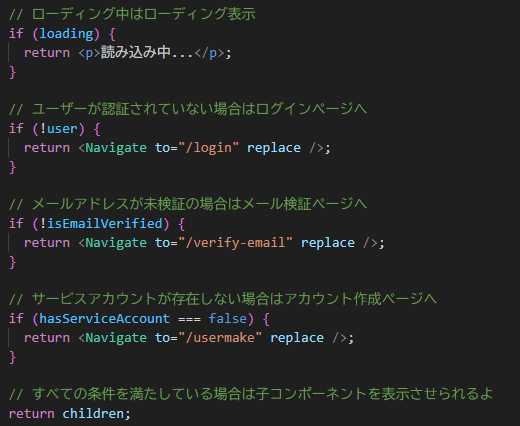 // ローディング中はローディング表示
if (loading) {
  return <p>読み込み中...</p>;
}
// ユーザーが認証されていない場合はログインページへ
if (!user) {
  return <Navigate to="/login" replace />;
}
// メールアドレスが未検証の場合はメール検証ページへ
if (!isEmailVerified) {
  return <Navigate to="/verify-email" replace />;
}
// サービスアカウントが存在しない場合はアカウント作成ページへ
if (hasServiceAccount === false) {
  return <Navigate to="/usermake" replace />;
}
// すべての条件を満たしている場合は子コンポーネントを表示させられるよ
return children;